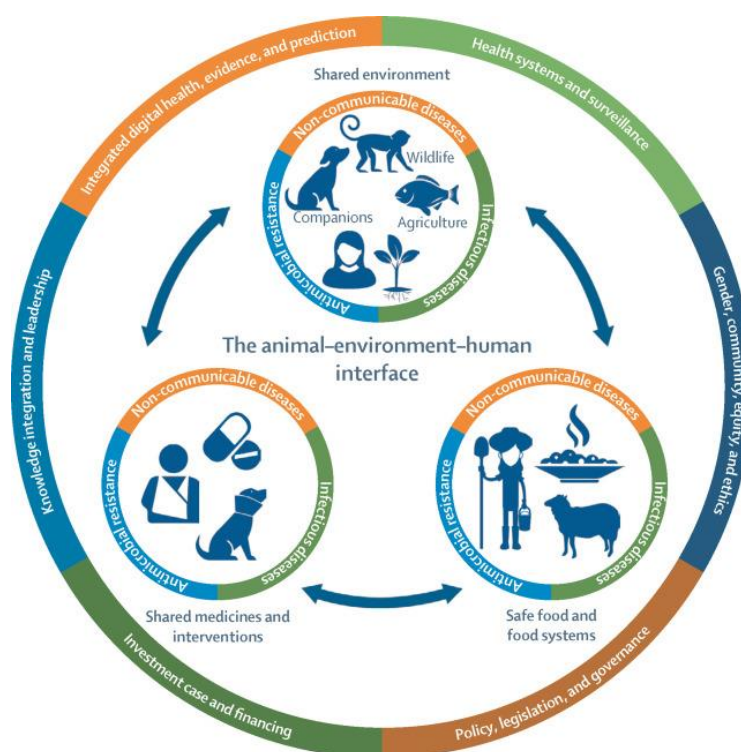 Integrated digital health, evidence, and prediction
Health systems and surveillance
Shared environment
Non-communicable diseases
Wildlife
Companions
Agriculture
Antimicrobial resistance
Infectious diseases
Knowledge integration and leadership
Gender, community, equity, and ethics
The animal–environment–human
interface
Non-communicable diseases
Antimicrobial resistance
Infectious diseases
Shared medicines and
interventions
Non-communicable diseases
Antimicrobial resistance
Infectious diseases
Safe food and
food systems
Investment case and financing
Policy, legislation, and governance